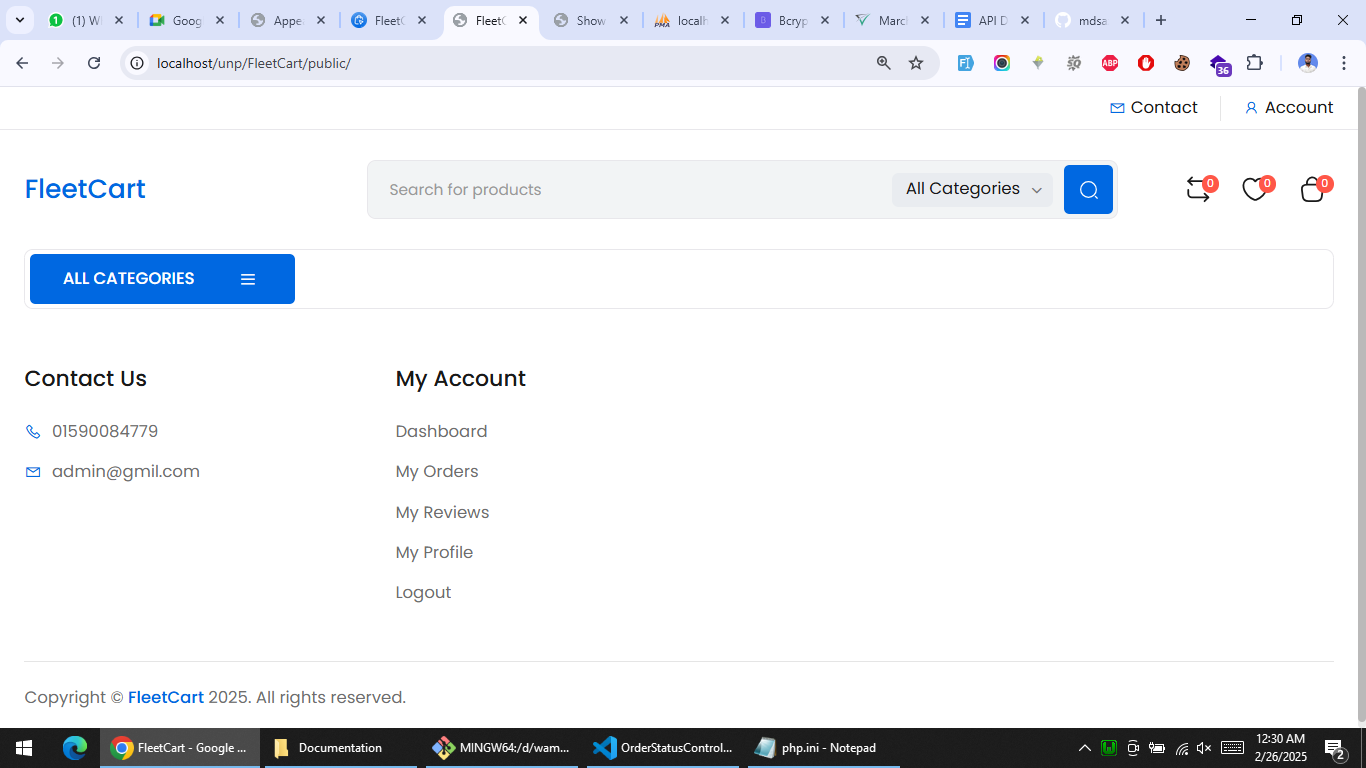 (1) W
Goog
Appe
FleetC
FleetC
Show
localh
Bcryp
March
API D
mdsa
localhost/unp/FleetCart/public/
ABP
36
Contact
Account
FleetCart
Search for products
All Categories
0
0
0
ALL CATEGORIES
Contact Us
My Account
01590084779
Dashboard
admin@gmil.com
My Orders
My Reviews
My Profile
Logout
Copyright © FleetCart 2025. All rights reserved.
FleetCart - Google ...
Documentation
MINGW64:/d/wam...
OrderStatusControl...
php.ini - Notepad
12:30 AM
2/26/2025
2